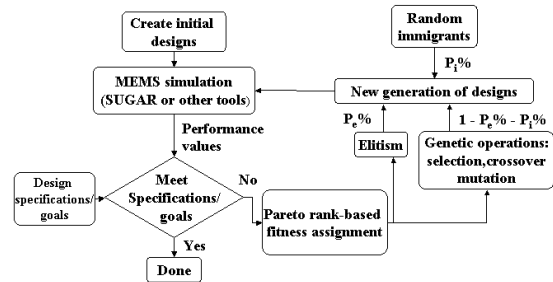 Create initial
designs
Random
immigrants
Pi%
MEMS simulation
(SUGAR or other tools)
New generation of designs
Performance
values
Pe%
1 - Pe% - Pi%
Elitism
Genetic operations:
selection,crossover
mutation
Design
specifications/
goals
Meet
Specifications/
goals
No
Pareto rank-based
fitness assignment
Yes
Done